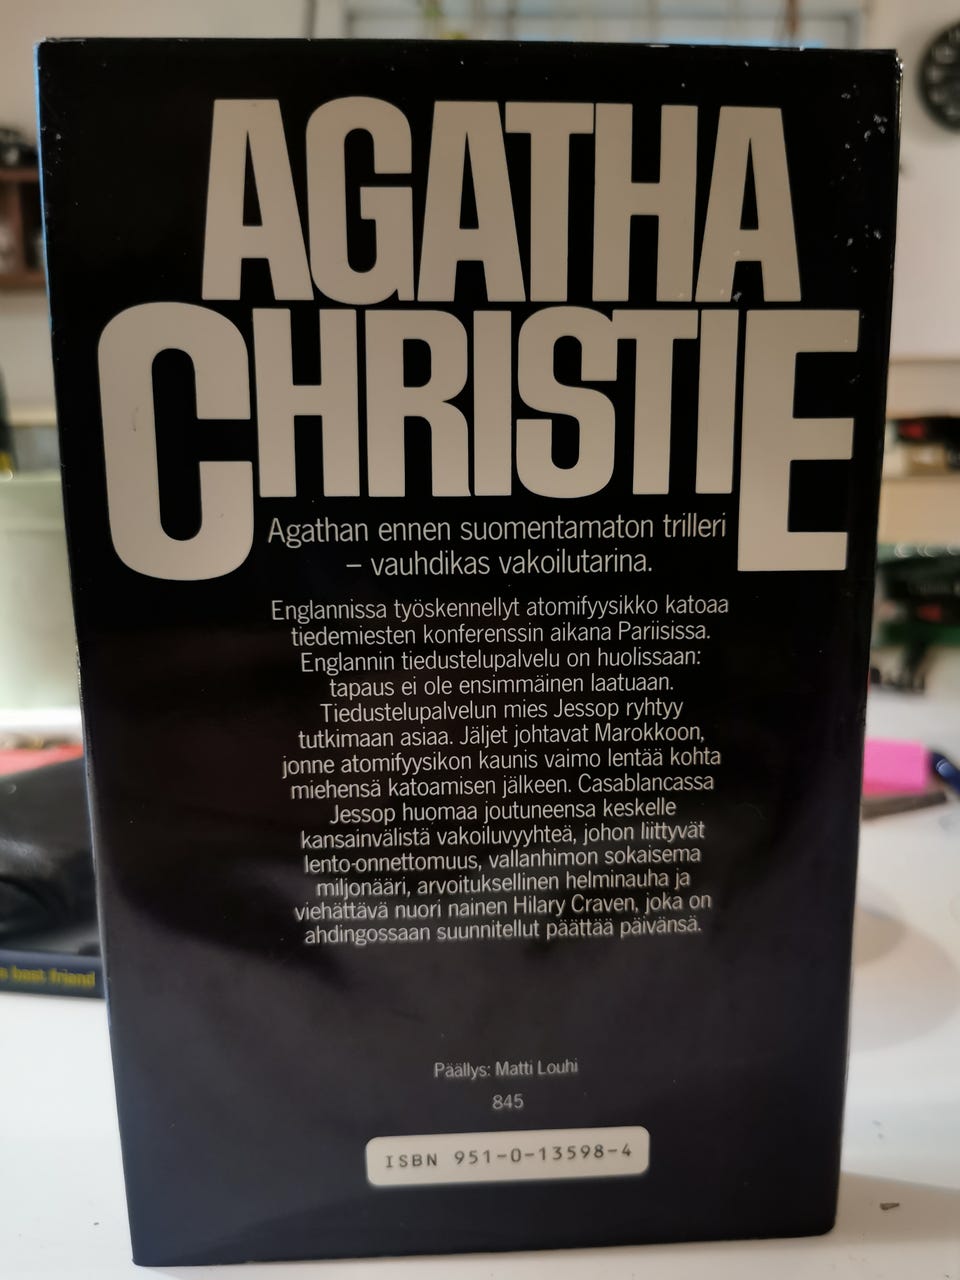 AGATHA
CHRISTIE
Agathan ennen suomentamaton trilleri
– vauhdikas vakoilutarina.
Englannissa työskennellyt atomifyysikko katoaa
tiedemiesten konferenssin aikana Pariisissa.
Englannin tiedustelupalvelu on huolissaan:
tapaus ei ole ensimmäinen laatuaan.
Tiedustelupalvelun mies Jessop ryhtyy
tutkimaan asiaa. Jäljet johtavat Marokkoon,
jonne atomifyysikon kaunis vaimo lentää kohta
miehensä katoamisen jälkeen. Casablancassa
Jessop huomaa joutuneensa keskelle
kansainvälistä vakoiluvyyhteä, johon liittyvät
lento-onnettomuus, vallanhimon sokaisema
miljonääri, arvoituksellinen helminauha ja
viehättävä nuori nainen Hilary Craven, joka on
ahdingossaan suunnitellut päättää päivänsä.
Päällys: Matti Louhi
845
ISBN 951-0-13598-4
best friend